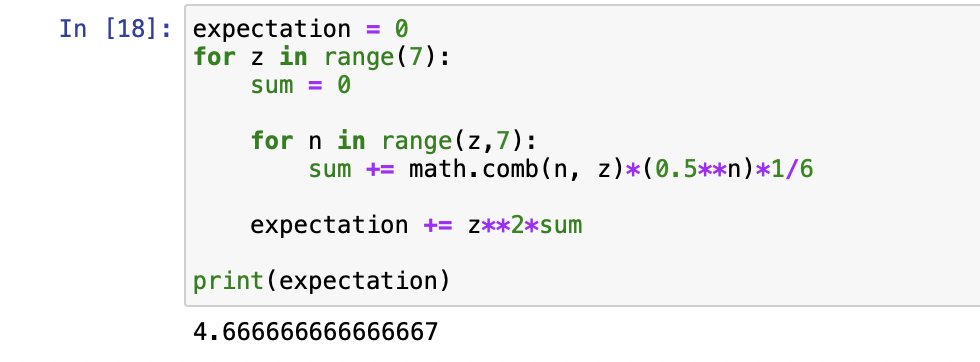 In [18]: expectation = 0
for z in range(7):
    sum = 0

    for n in range(z,7):
        sum += math.comb(n, z)*(0.5**n)*1/6

    expectation += z**2*sum

print(expectation)
4.666666666666667